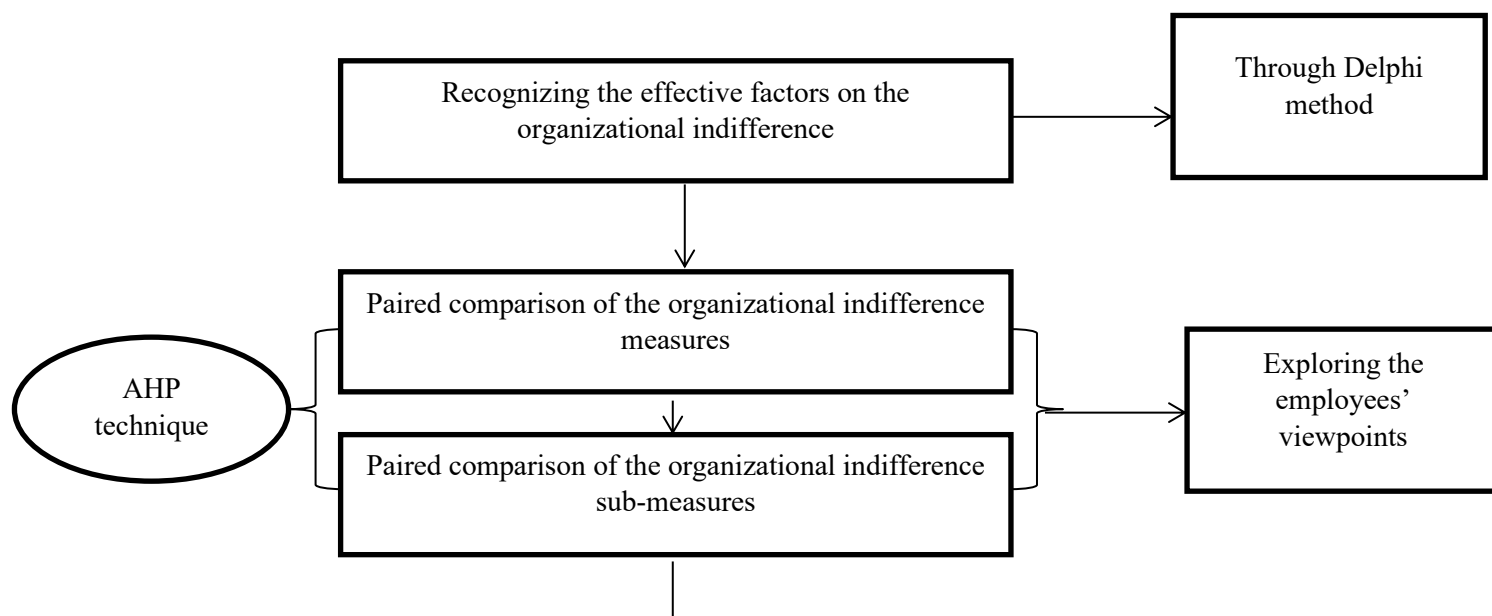 Through Delphi
method
Recognizing the effective factors on the
organizational indifference
Paired comparison of the organizational indifference
measures
AHP
technique
Exploring the
employees’
viewpoints
Paired comparison of the organizational indifference
sub-measures